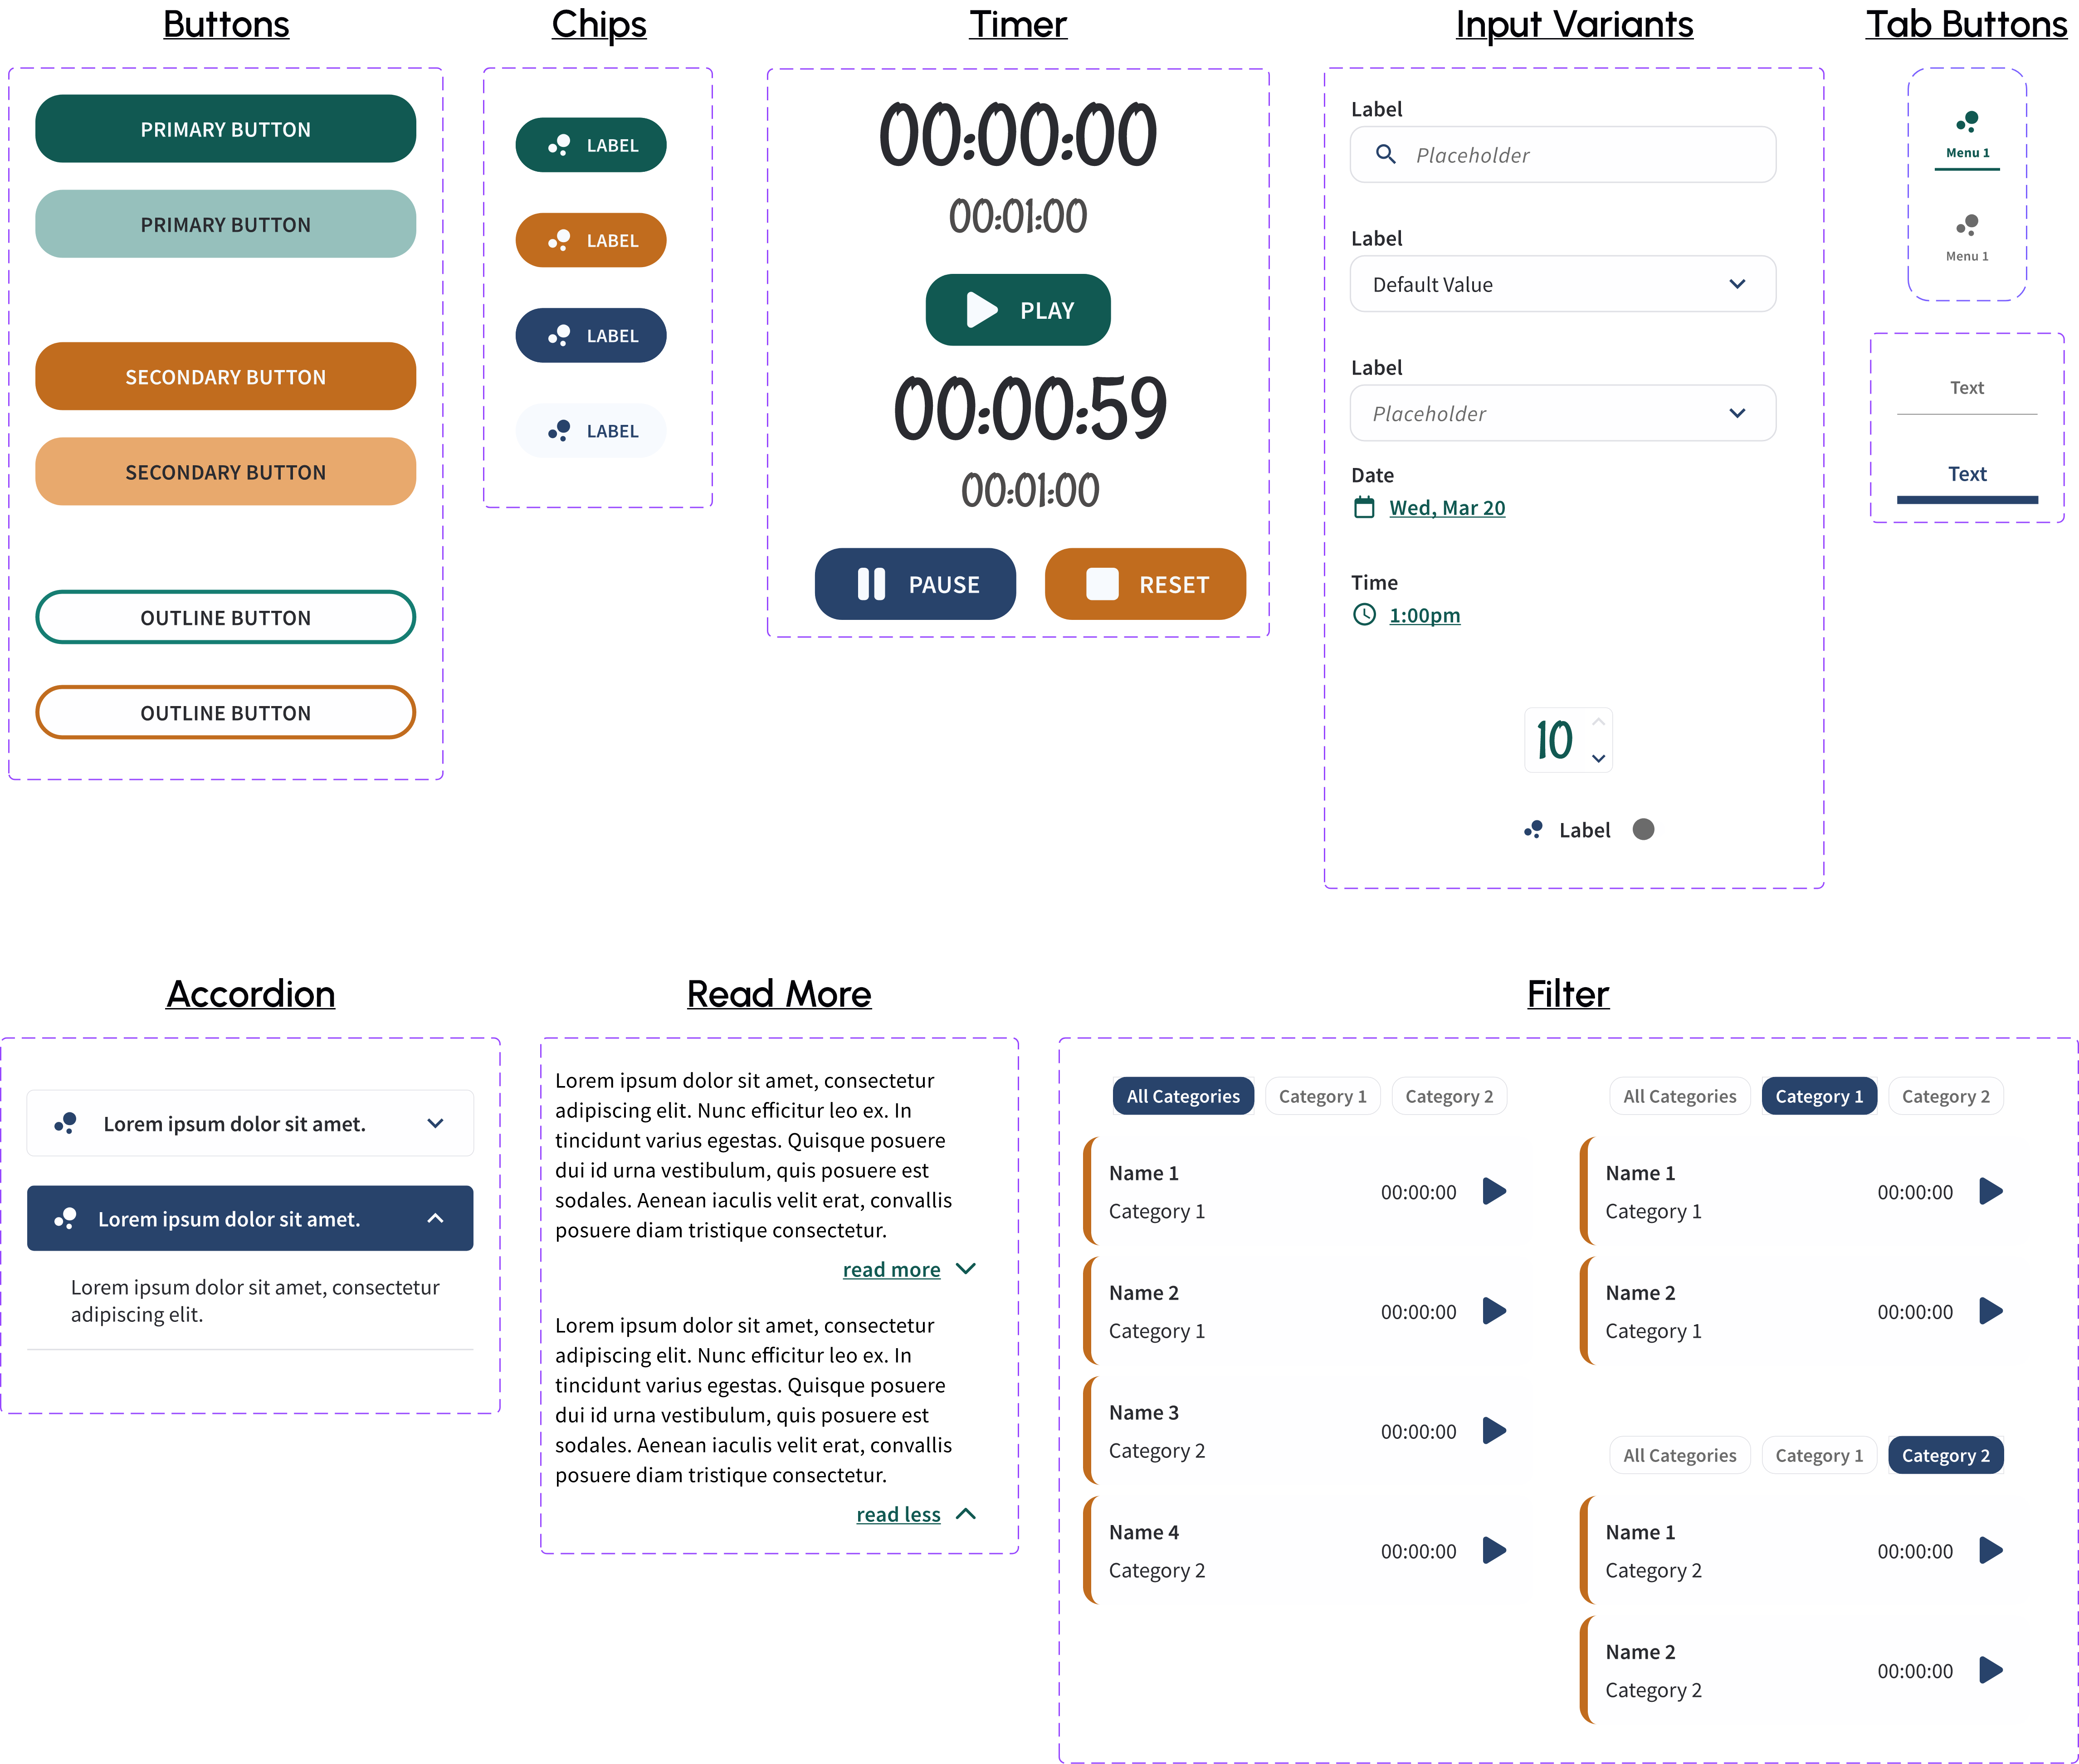 Buttons
PRIMARY BUTTON
PRIMARY BUTTON
SECONDARY BUTTON
SECONDARY BUTTON
OUTLINE BUTTON
OUTLINE BUTTON
Chips
LABEL
LABEL
LABEL
LABEL
Timer
00:00:00
00:01:00
PLAY
00:00:59
00:01:00
PAUSE
RESET
Input Variants
Label
Placeholder
Label
Default Value
Label
Placeholder
Date
Wed, Mar 20
Time
1:00pm
10
Label
Tab Buttons
Menu 1
Menu 1
Text
Text
Accordion
Lorem ipsum dolor sit amet.
Lorem ipsum dolor sit amet.
Lorem ipsum dolor sit amet, consectetur
adipiscing elit.
Read More
Lorem ipsum dolor sit amet, consectetur
adipiscing elit. Nunc efficitur leo ex. In
tincidunt varius egestas. Quisque posuere
dui id urna vestibulum, quis posuere est
sodales. Aenean iaculis velit erat, convallis
posuere diam tristique consectetur.
read more
Lorem ipsum dolor sit amet, consectetur
adipiscing elit. Nunc efficitur leo ex. In
tincidunt varius egestas. Quisque posuere
dui id urna vestibulum, quis posuere est
sodales. Aenean iaculis velit erat, convallis
posuere diam tristique consectetur.
read less
Filter
All Categories Category 1 Category 2
Name 1
Category 1
00:00:00
Name 2
Category 1
00:00:00
Name 3
Category 2
00:00:00
Name 4
Category 2
00:00:00
All Categories Category 1 Category 2
Name 1
Category 1
00:00:00
Name 2
Category 1
00:00:00
All Categories Category 1 Category 2
Name 1
Category 2
00:00:00
Name 2
Category 2
00:00:00